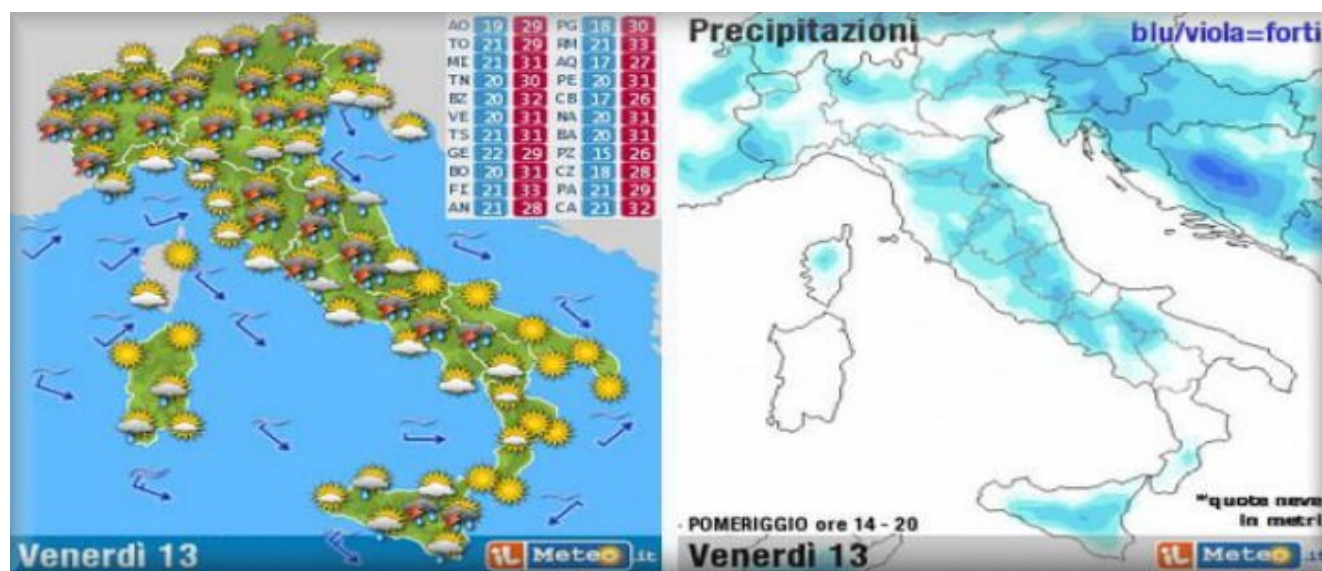 AO 19 29 PG 18 30
TO 21 29 RM 21 33
MI 21 31 AQ 17 27
TN 20 30 PE 20 31
BZ 20 32 CB 17 26
VE 20 31 NA 20 31
TS 21 31 BA 20 31
GE 22 29 PZ 15 26
BO 20 31 CZ 18 28
FI 21 33 PA 21 29
AN 21 28 CA 21 32
Venerdì 13
iL Meteo.it
Precipitazioni
blu/viola=forti
*quote neve
in metri
- POMERIGGIO ore 14 - 20
Venerdì 13
iL Meteo.it